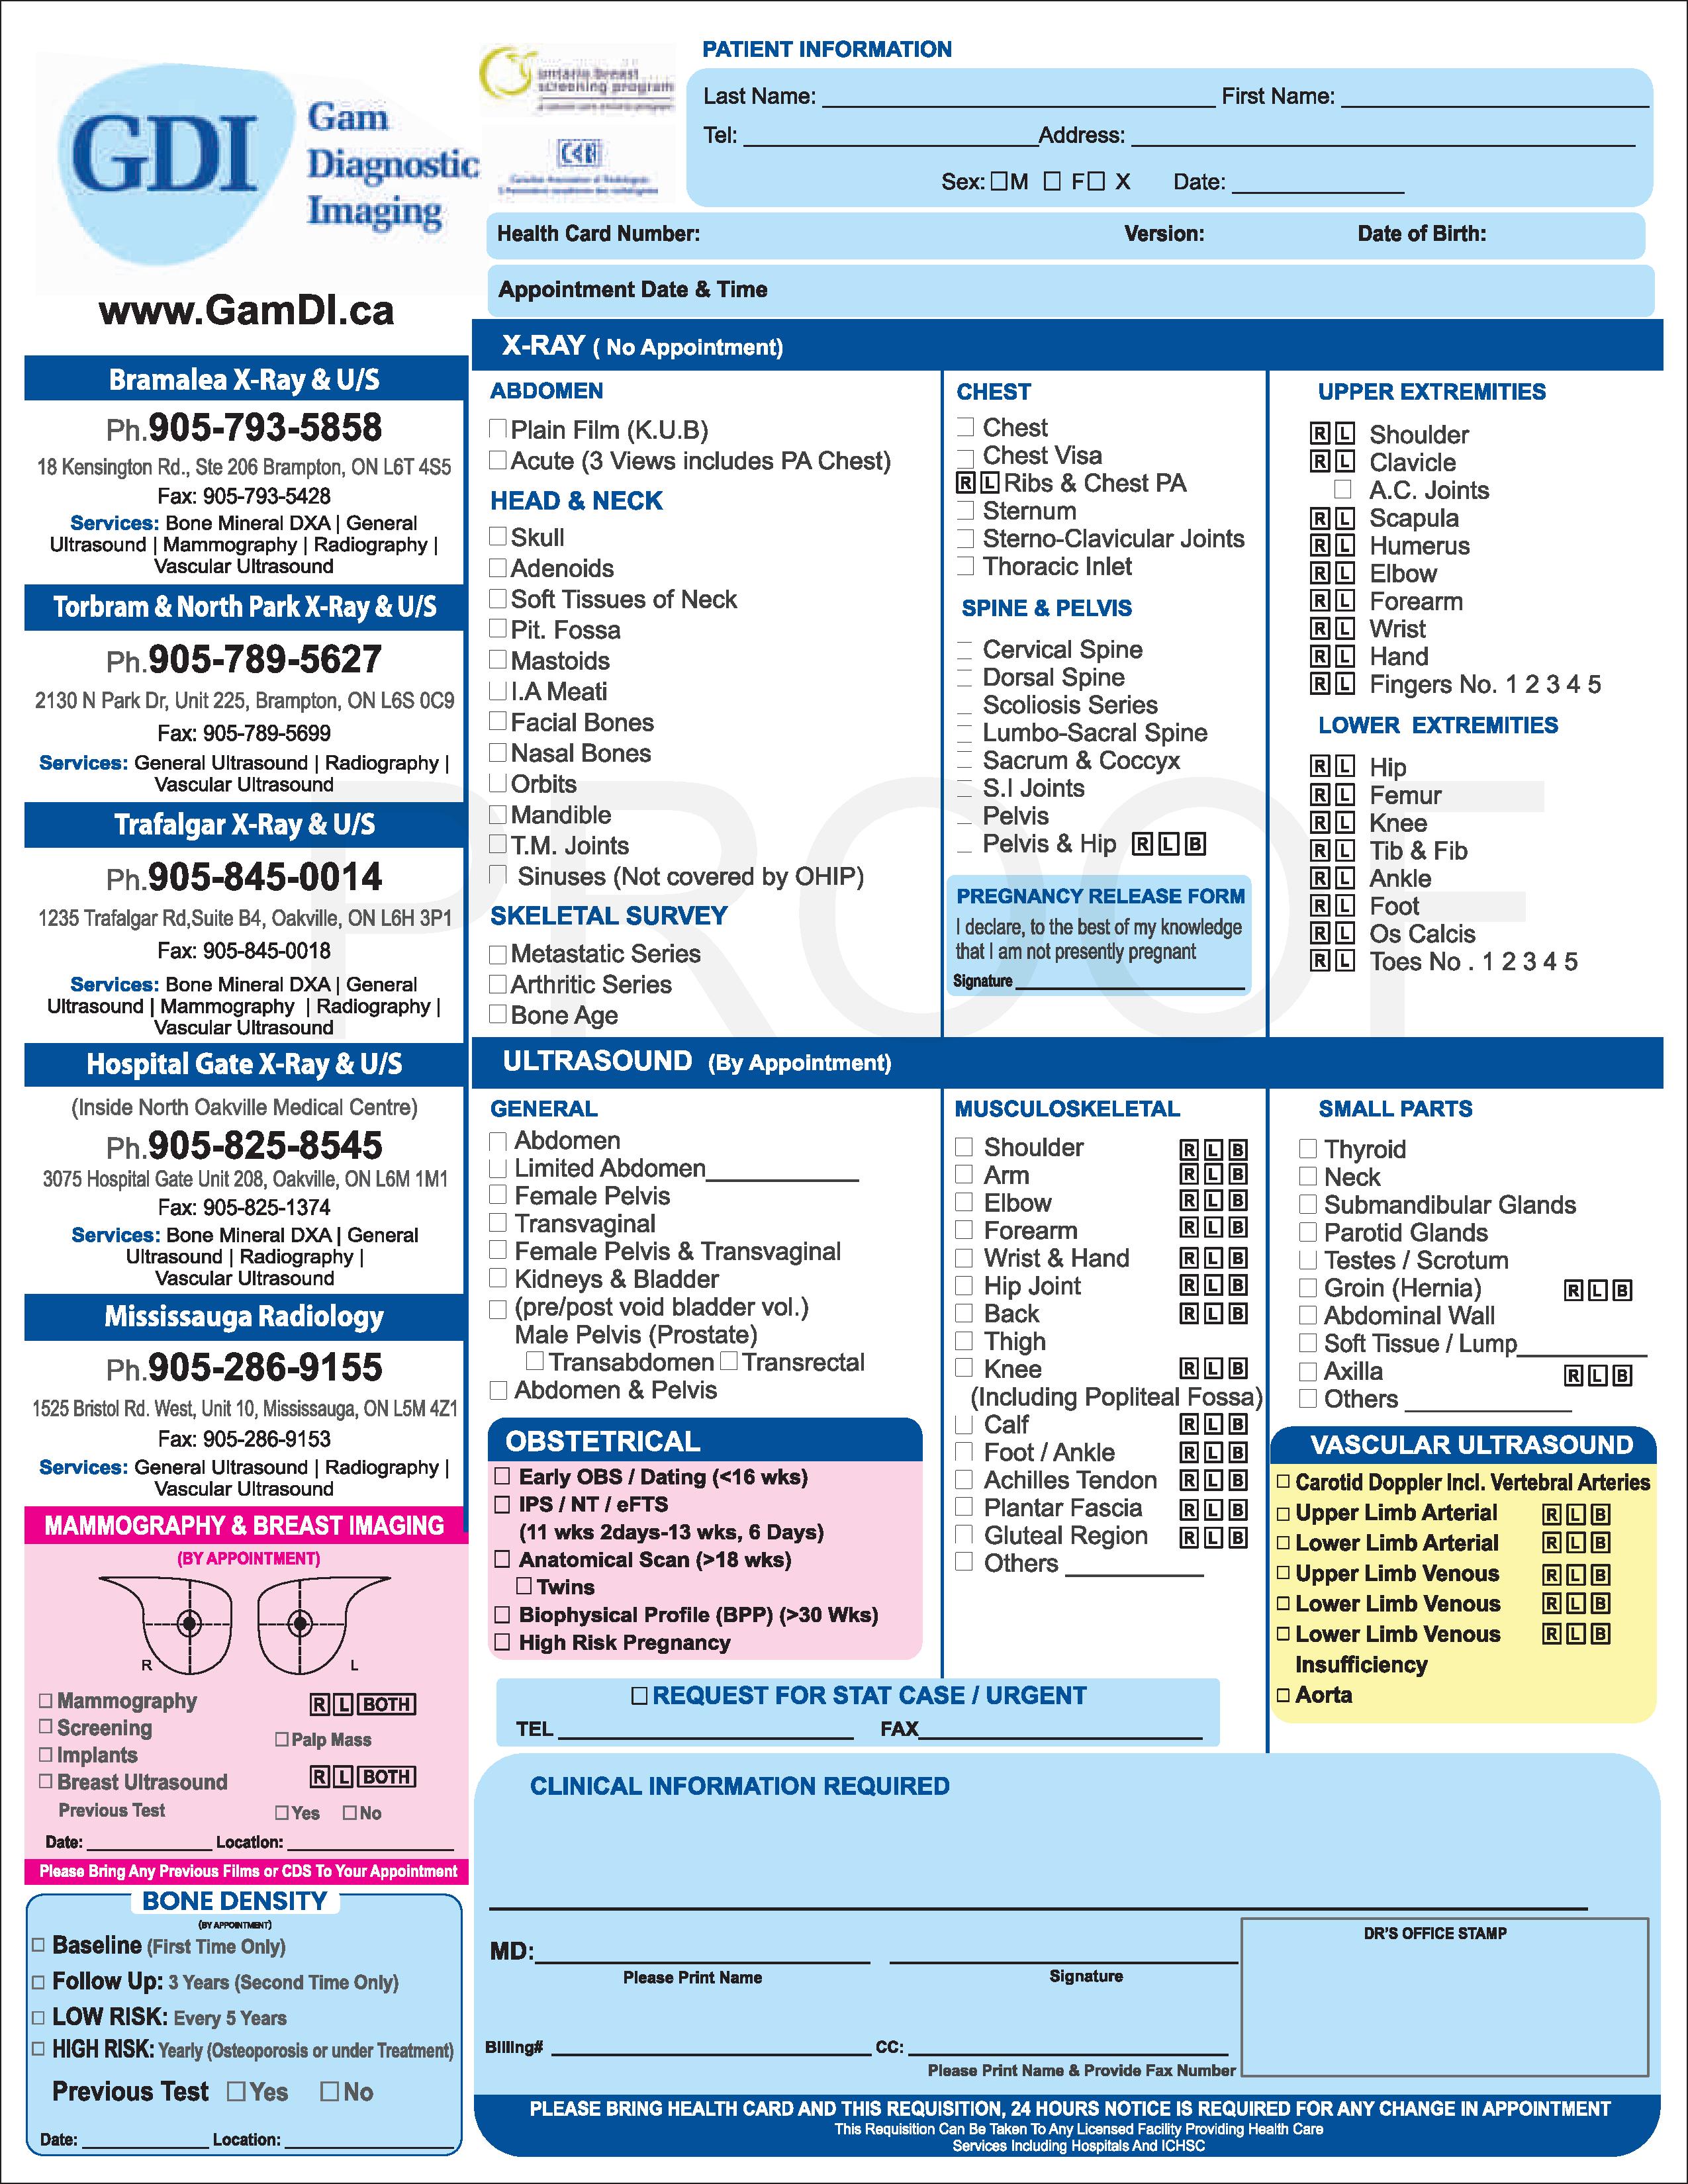 GDI
Gam
Diagnostic
Imaging
www.GamDI.ca
ontario breast
screening program
CAR
PATIENT INFORMATION
Last Name: First Name:
Tel: Address:
Sex: M F X Date:
Health Card Number: Version: Date of Birth:
Appointment Date & Time
Bramalea X-Ray & U/S
Ph.905-793-5858
18 Kensington Rd., Ste 206 Brampton, ON L6T 4S5
Fax: 905-793-5428
Services: Bone Mineral DXA | General
Ultrasound | Mammography | Radiography |
Vascular Ultrasound
Torbram & North Park X-Ray & U/S
Ph.905-789-5627
2130 N Park Dr, Unit 225, Brampton, ON L6S 0C9
Fax: 905-789-5699
Services: General Ultrasound | Radiography |
Vascular Ultrasound
Trafalgar X-Ray & U/S
Ph.905-845-0014
1235 Trafalgar Rd,Suite B4, Oakville, ON L6H 3P1
Fax: 905-845-0018
Services: Bone Mineral DXA | General
Ultrasound | Mammography | Radiography |
Vascular Ultrasound
Hospital Gate X-Ray & U/S
(Inside North Oakville Medical Centre)
Ph.905-825-8545
3075 Hospital Gate Unit 208, Oakville, ON L6M 1M1
Fax: 905-825-1374
Services: Bone Mineral DXA | General
Ultrasound | Radiography |
Vascular Ultrasound
Mississauga Radiology
Ph.905-286-9155
1525 Bristol Rd. West, Unit 10, Mississauga, ON L5M 4Z1
Fax: 905-286-9153
Services: General Ultrasound | Radiography |
Vascular Ultrasound
MAMMOGRAPHY & BREAST IMAGING
(BY APPOINTMENT)
R L
Mammography R L BOTH
Screening
Palp Mass
Implants
Breast Ultrasound R L BOTH
Previous Test Yes No
Date: Location:
Please Bring Any Previous Films or CDS To Your Appointment
BONE DENSITY
(BY APPOINTMENT)
Baseline (First Time Only)
Follow Up: 3 Years (Second Time Only)
LOW RISK: Every 5 Years
HIGH RISK: Yearly (Osteoporosis or under Treatment)
Previous Test Yes No
Date: Location:
X-RAY ( No Appointment)
ABDOMEN
Plain Film (K.U.B)
Acute (3 Views includes PA Chest)
HEAD & NECK
Skull
Adenoids
Soft Tissues of Neck
Pit. Fossa
Mastoids
I.A Meati
Facial Bones
Nasal Bones
Orbits
Mandible
T.M. Joints
Sinuses (Not covered by OHIP)
SKELETAL SURVEY
Metastatic Series
Arthritic Series
Bone Age
CHEST
Chest
Chest Visa
R L Ribs & Chest PA
Sternum
Sterno-Clavicular Joints
Thoracic Inlet
SPINE & PELVIS
Cervical Spine
Dorsal Spine
Scoliosis Series
Lumbo-Sacral Spine
Sacrum & Coccyx
S.I Joints
Pelvis
Pelvis & Hip R L B
PREGNANCY RELEASE FORM
I declare, to the best of my knowledge
that I am not presently pregnant
Signature
UPPER EXTREMITIES
R L Shoulder
R L Clavicle
A.C. Joints
R L Scapula
R L Humerus
R L Elbow
R L Forearm
R L Wrist
R L Hand
R L Fingers No. 1 2 3 4 5
LOWER EXTREMITIES
R L Hip
R L Femur
R L Knee
R L Tib & Fib
R L Ankle
R L Foot
R L Os Calcis
R L Toes No . 1 2 3 4 5
PROOF
ULTRASOUND (By Appointment)
GENERAL
Abdomen
Limited Abdomen
Female Pelvis
Transvaginal
Female Pelvis & Transvaginal
Kidneys & Bladder
(pre/post void bladder vol.)
Male Pelvis (Prostate)
Transabdomen Transrectal
Abdomen & Pelvis
OBSTETRICAL
Early OBS / Dating (<16 wks)
IPS / NT / eFTS
(11 wks 2days-13 wks, 6 Days)
Anatomical Scan (>18 wks)
Twins
Biophysical Profile (BPP) (>30 Wks)
High Risk Pregnancy
MUSCULOSKELETAL
Shoulder R L B
Arm R L B
Elbow R L B
Forearm R L B
Wrist & Hand R L B
Hip Joint R L B
Back R L B
Thigh
Knee R L B
(Including Popliteal Fossa)
Calf R L B
Foot / Ankle R L B
Achilles Tendon R L B
Plantar Fascia R L B
Gluteal Region R L B
Others
SMALL PARTS
Thyroid
Neck
Submandibular Glands
Parotid Glands
Testes / Scrotum
Groin (Hernia) R L B
Abdominal Wall
Soft Tissue / Lump
Axilla R L B
Others
VASCULAR ULTRASOUND
Carotid Doppler Incl. Vertebral Arteries
Upper Limb Arterial R L B
Lower Limb Arterial R L B
Upper Limb Venous R L B
Lower Limb Venous R L B
Lower Limb Venous R L B
Insufficiency
Aorta
REQUEST FOR STAT CASE / URGENT
TEL FAX
CLINICAL INFORMATION REQUIRED
MD:
Please Print Name Signature
DR'S OFFICE STAMP
Billing# CC:
Please Print Name & Provide Fax Number
PLEASE BRING HEALTH CARD AND THIS REQUISITION, 24 HOURS NOTICE IS REQUIRED FOR ANY CHANGE IN APPOINTMENT
This Requisition Can Be Taken To Any Licensed Facility Providing Health Care
Services Including Hospitals And ICHSC